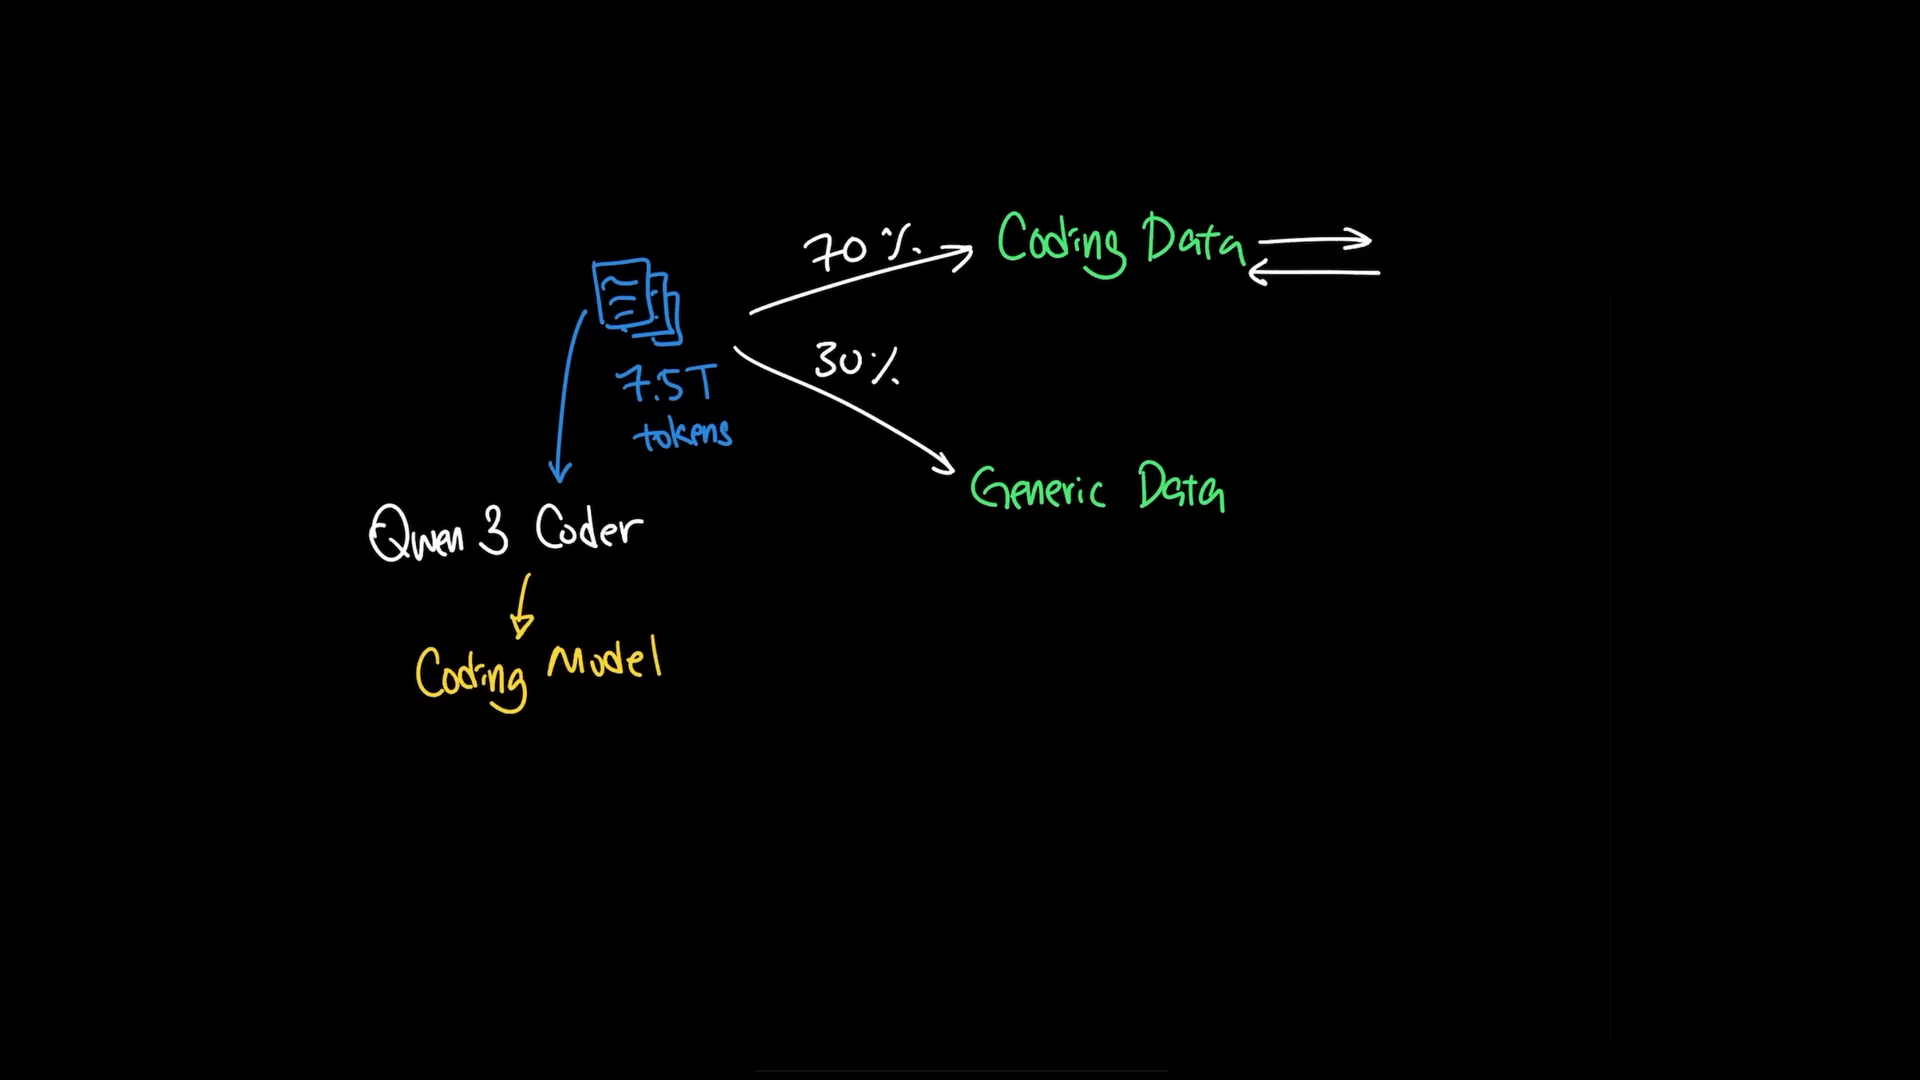 70%
Coding Data
7.5T
tokens
30%
Generic Data
Qwen 3 Coder
Coding Model